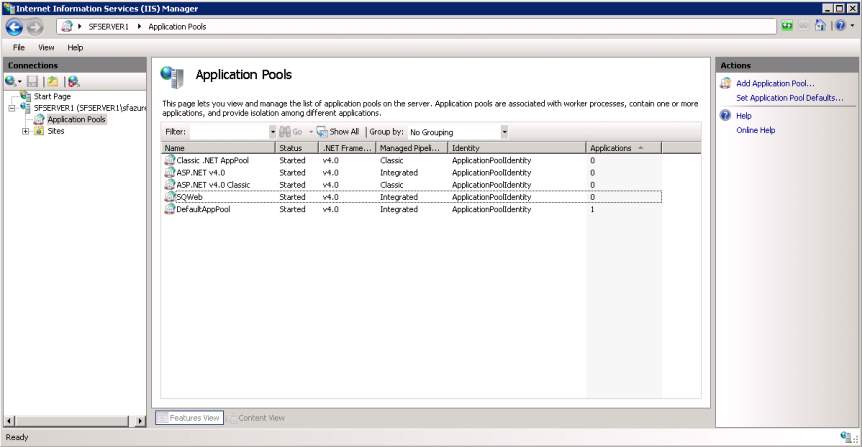 Internet Information Services (IIS) Manager
SFSERVER1 Application Pools
File View Help
Connections
Start Page
SFSERVER1 (SFSERVER1\sfazure
Application Pools
Sites
Application Pools
This page lets you view and manage the list of application pools on the server. Application pools are associated with worker processes, contain one or more
applications, and provide isolation among different applications.
Filter: Go Show All Group by: No Grouping
Name Status .NET Frame... Managed Pipeli... Identity Applications
Classic .NET AppPool Started v4.0 Classic ApplicationPoolIdentity 0
ASP.NET v4.0 Started v4.0 Integrated ApplicationPoolIdentity 0
ASP.NET v4.0 Classic Started v4.0 Classic ApplicationPoolIdentity 0
SQWeb Started v4.0 Integrated ApplicationPoolIdentity 0
DefaultAppPool Started v4.0 Integrated ApplicationPoolIdentity 1
Features View Content View
Actions
Add Application Pool...
Set Application Pool Defaults...
Help
Online Help
Ready